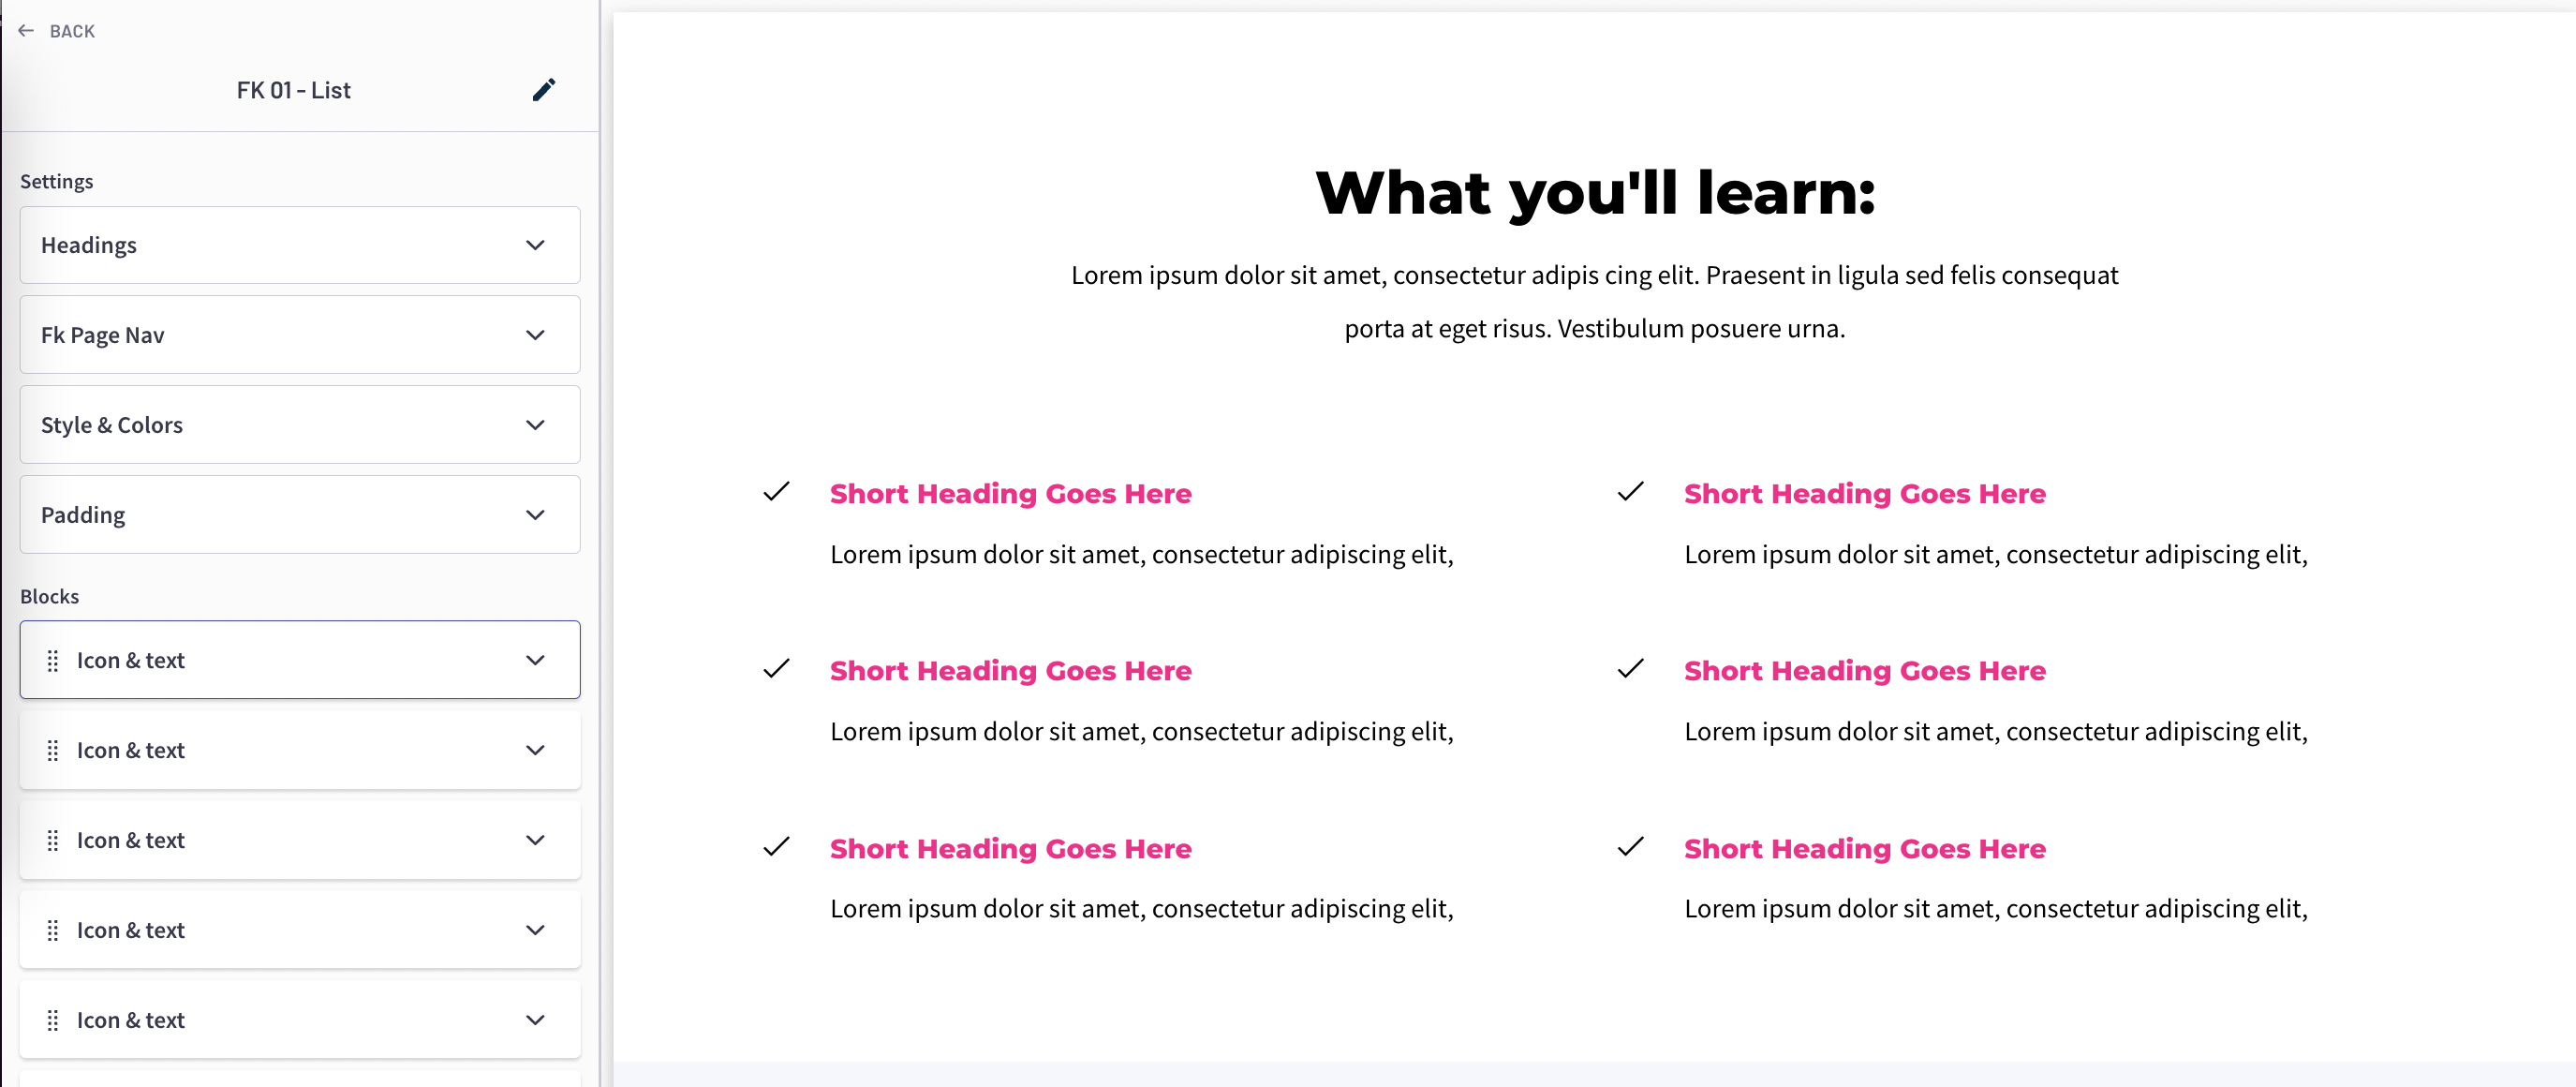 BACK
FK 01 - List
Settings
Headings
Fk Page Nav
Style & Colors
Padding
Blocks
Icon & text
Icon & text
Icon & text
Icon & text
Icon & text
What you'll learn:
Lorem ipsum dolor sit amet, consectetur adipis cing elit. Praesent in ligula sed felis consequat
porta at eget risus. Vestibulum posuere urna.
Short Heading Goes Here
Lorem ipsum dolor sit amet, consectetur adipiscing elit,
Short Heading Goes Here
Lorem ipsum dolor sit amet, consectetur adipiscing elit,
Short Heading Goes Here
Lorem ipsum dolor sit amet, consectetur adipiscing elit,
Short Heading Goes Here
Lorem ipsum dolor sit amet, consectetur adipiscing elit,
Short Heading Goes Here
Lorem ipsum dolor sit amet, consectetur adipiscing elit,
Short Heading Goes Here
Lorem ipsum dolor sit amet, consectetur adipiscing elit,